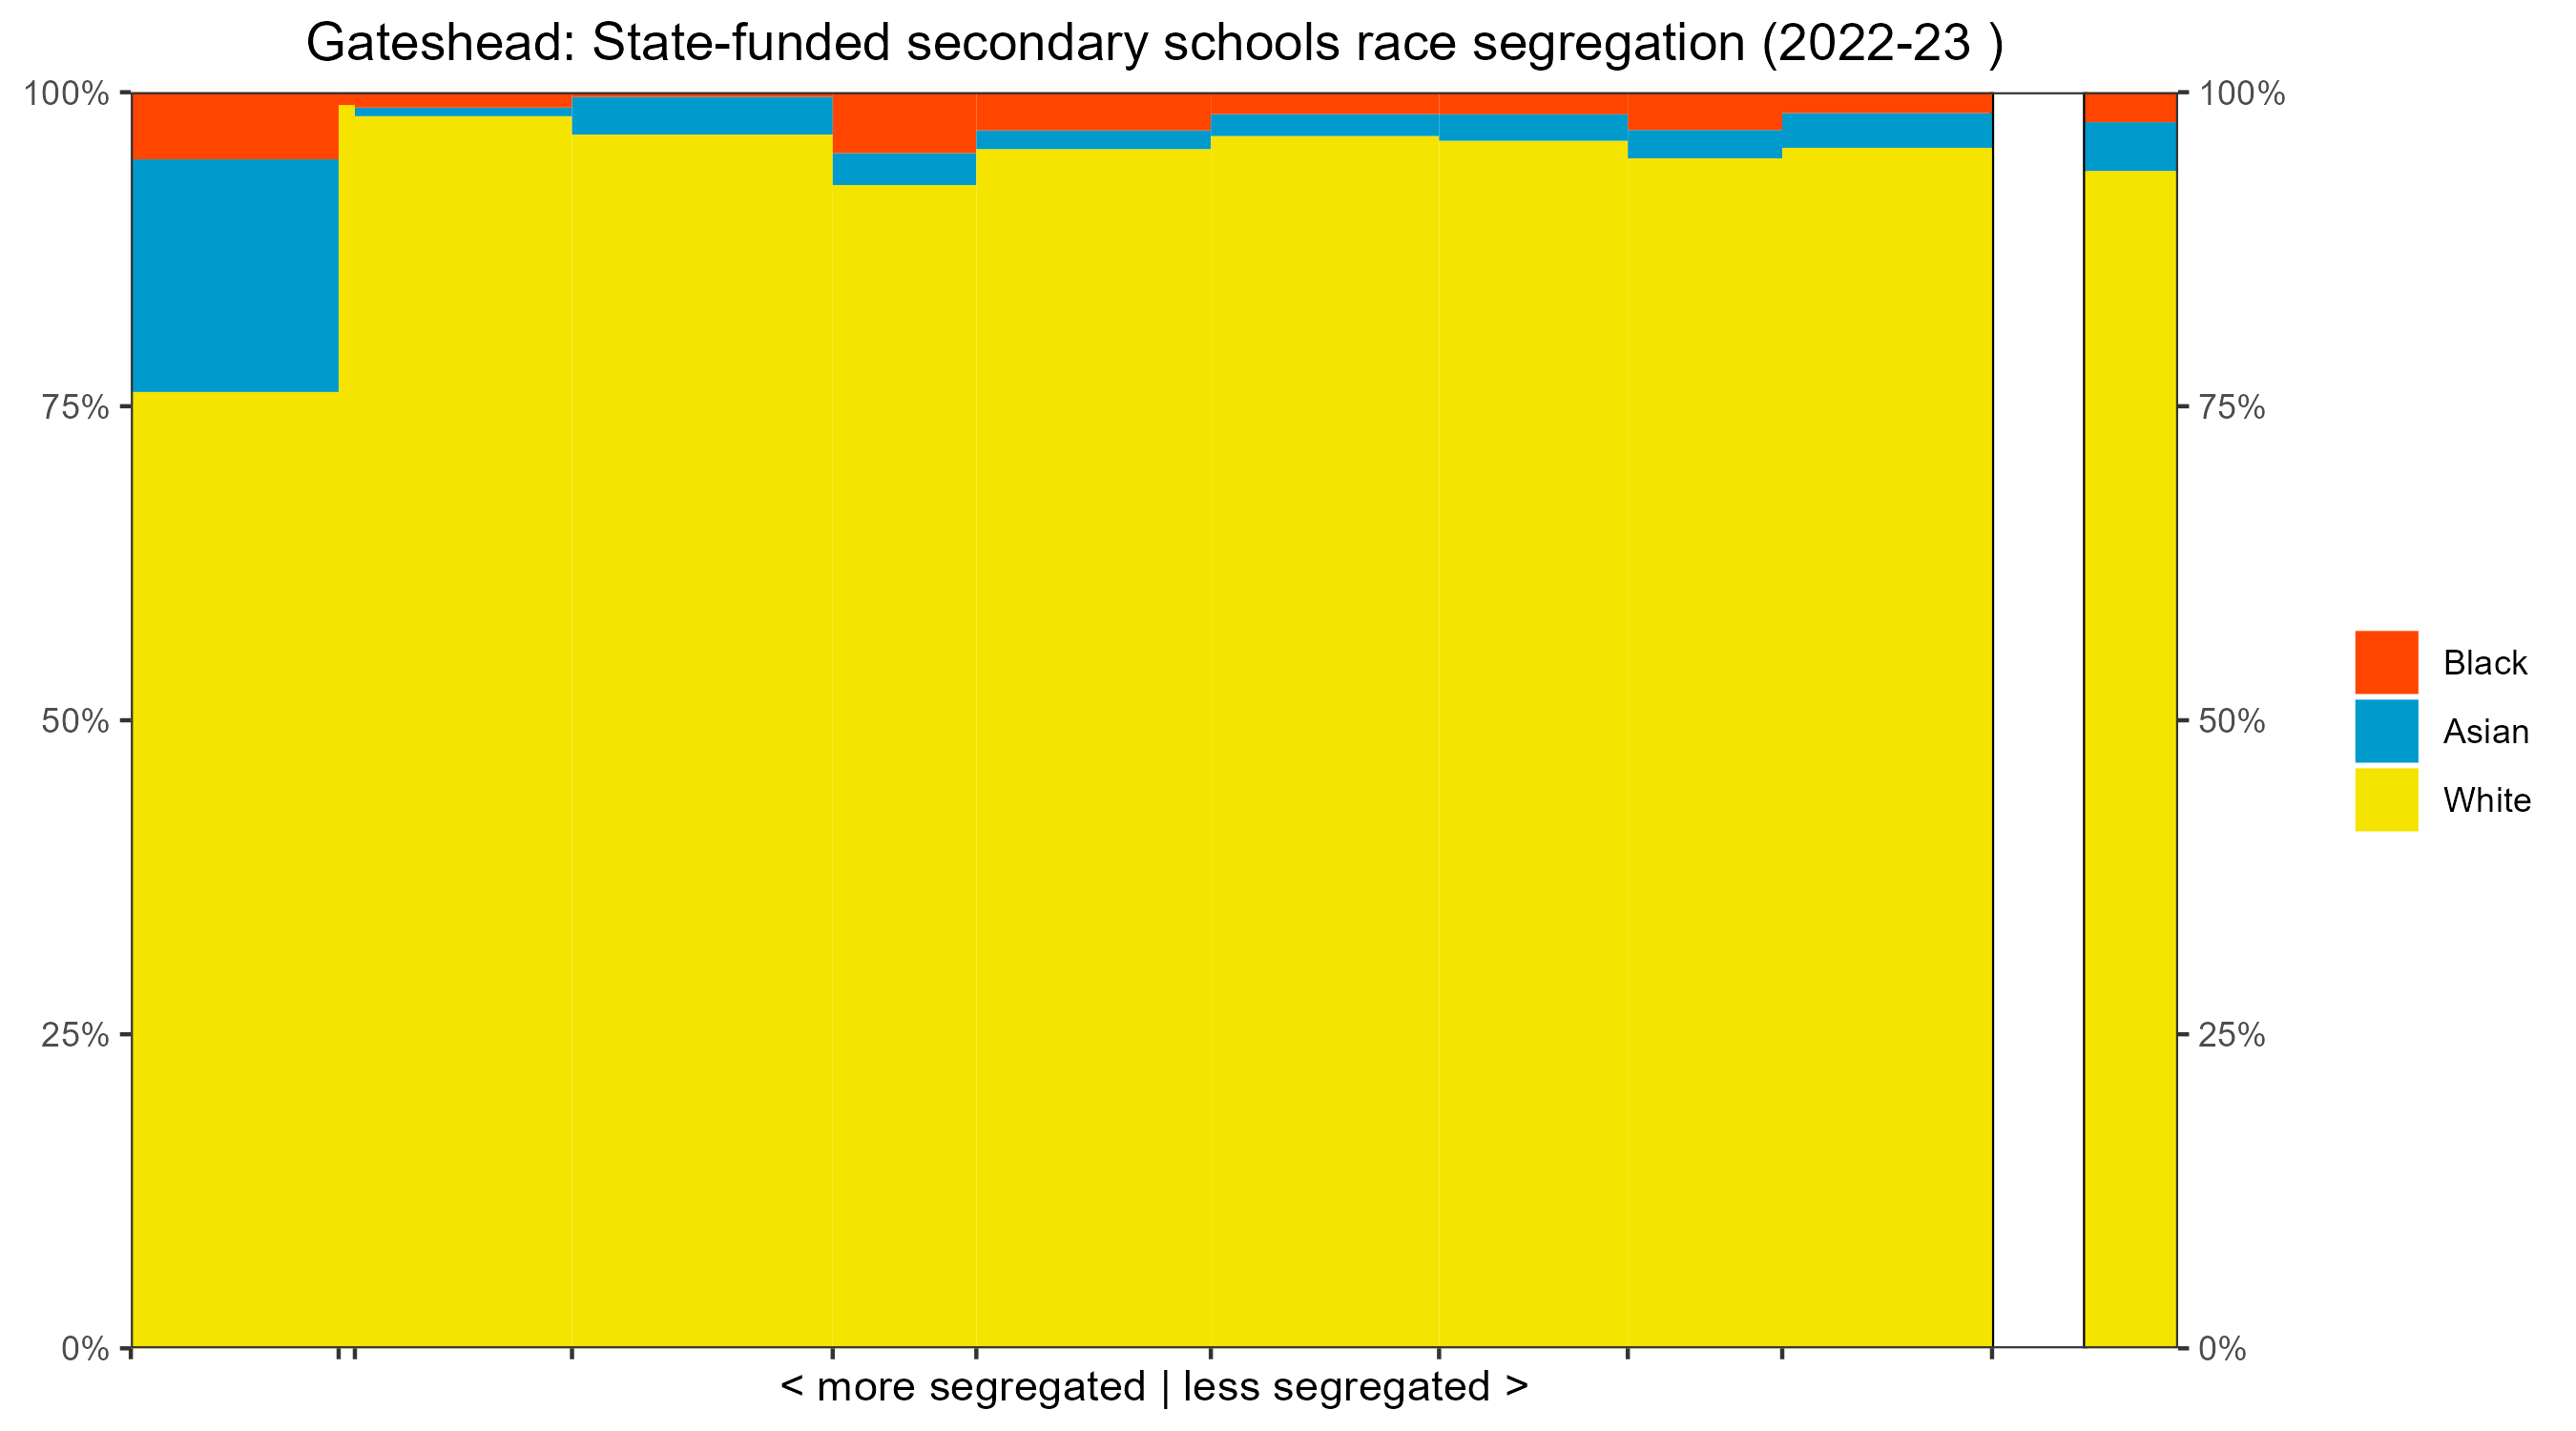 Gateshead: State-funded secondary schools race segregation (2022-23 )
100%
75%
50%
25%
0%
100%
75%
50%
25%
0%
Black
Asian
White
< more segregated | less segregated >